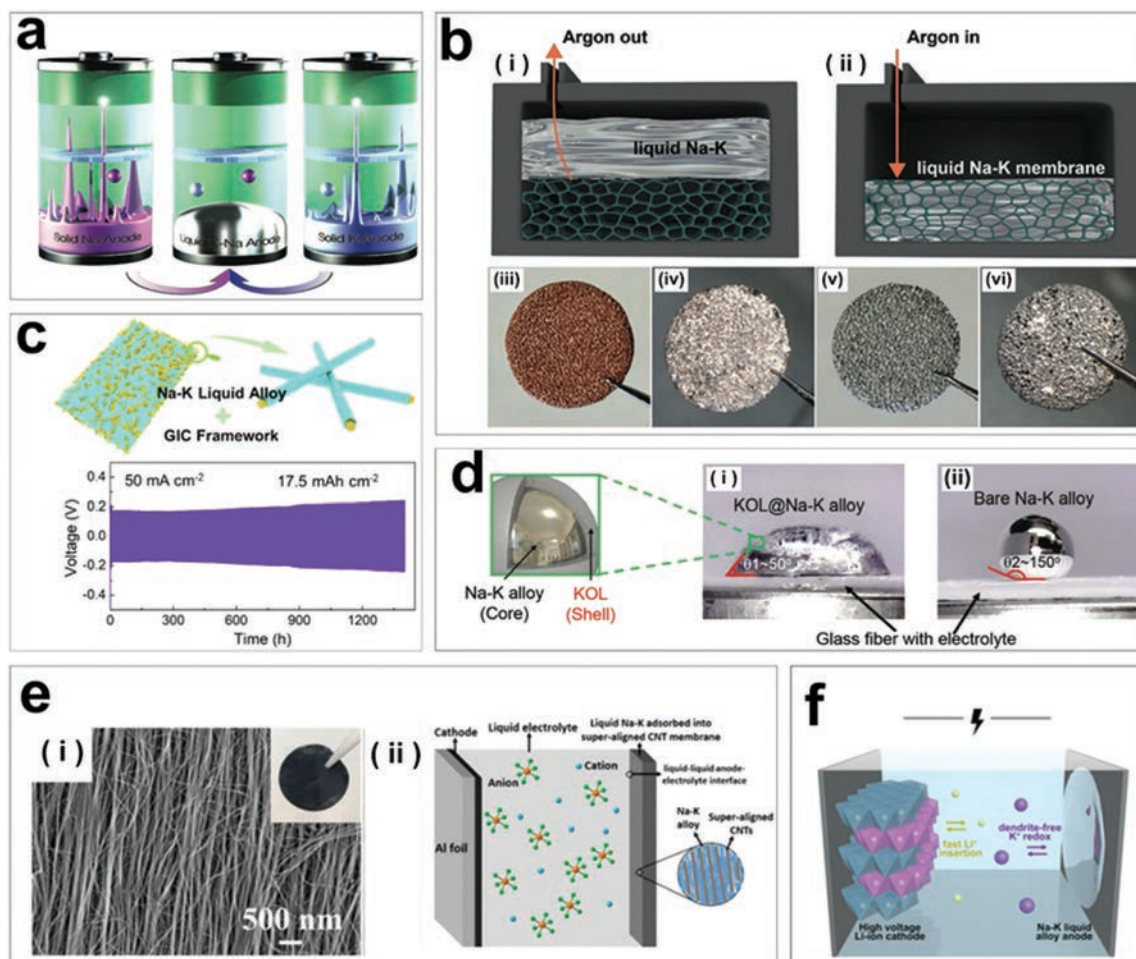 a
Solid Na Anode
Liquid K-Na Anode
Solid K Anode
b
(i)
Argon out
liquid Na-K
(ii)
Argon in
liquid Na-K membrane
(iii)
(iv)
(v)
(vi)
c
Na-K Liquid Alloy
+
GIC Framework
50 mA cm⁻²
17.5 mAh cm⁻²
Voltage (V)
0.4
0.2
0.0
-0.2
-0.4
0
300
600
900
1200
Time (h)
d
Na-K alloy
(Core)
KOL
(Shell)
(i)
KOL@Na-K alloy
θ1~50°
(ii)
Bare Na-K alloy
θ2~150°
Glass fiber with electrolyte
e
(i)
500 nm
(ii)
Cathode
Liquid electrolyte
Liquid Na-K adsorbed into
super-aligned CNT membrane
Anion
Cation
liquid-liquid anode-
electrolyte interface
Na-K
alloy
Super-aligned
CNTs
Al foil
f
fast Li⁺
insertion
dendrite-free
K⁺ redox
High voltage
Li-ion cathode
Na-K liquid
alloy anode